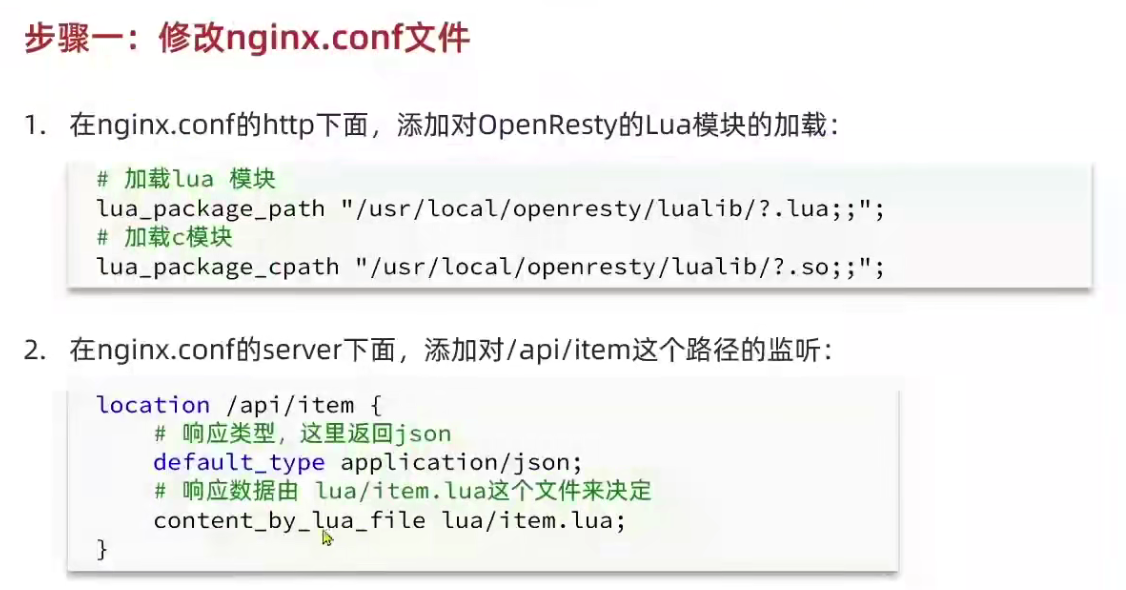 步骤一：修改nginx.conf文件
1. 在nginx.conf的http下面，添加对OpenResty的Lua模块的加载：
# 加载lua 模块
lua_package_path "/usr/local/openresty/lualib/?.lua;;";
# 加载c模块
lua_package_cpath "/usr/local/openresty/lualib/?.so;;";
2. 在nginx.conf的server下面，添加对/api/item这个路径的监听：
location /api/item {
# 响应类型，这里返回json
default_type application/json;
# 响应数据由 lua/item.lua这个文件来决定
content_by_lua_file lua/item.lua;
}